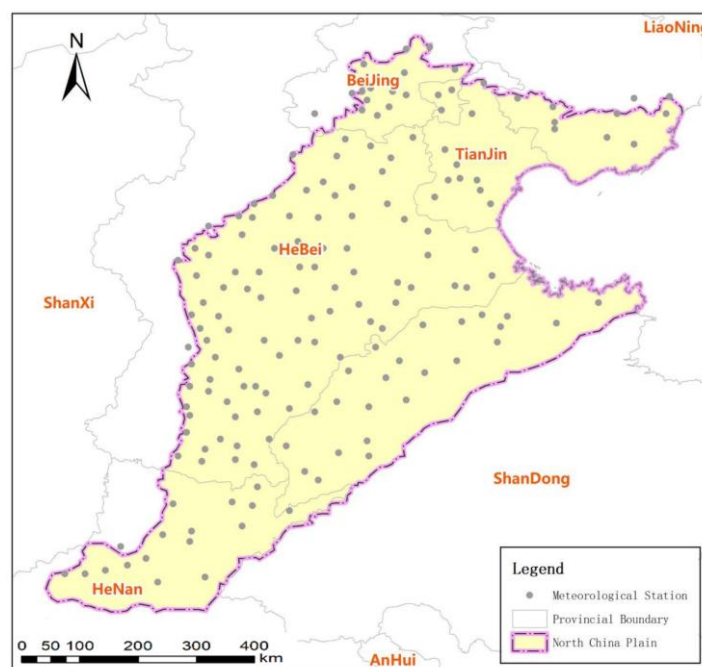 LiaoNing
N
BeiJing
TianJin
HeBei
ShanXi
ShanDong
HeNan
AnHui
Legend
Meteorological Station
Provincial Boundary
North China Plain
0 50 100 200 300 400
km